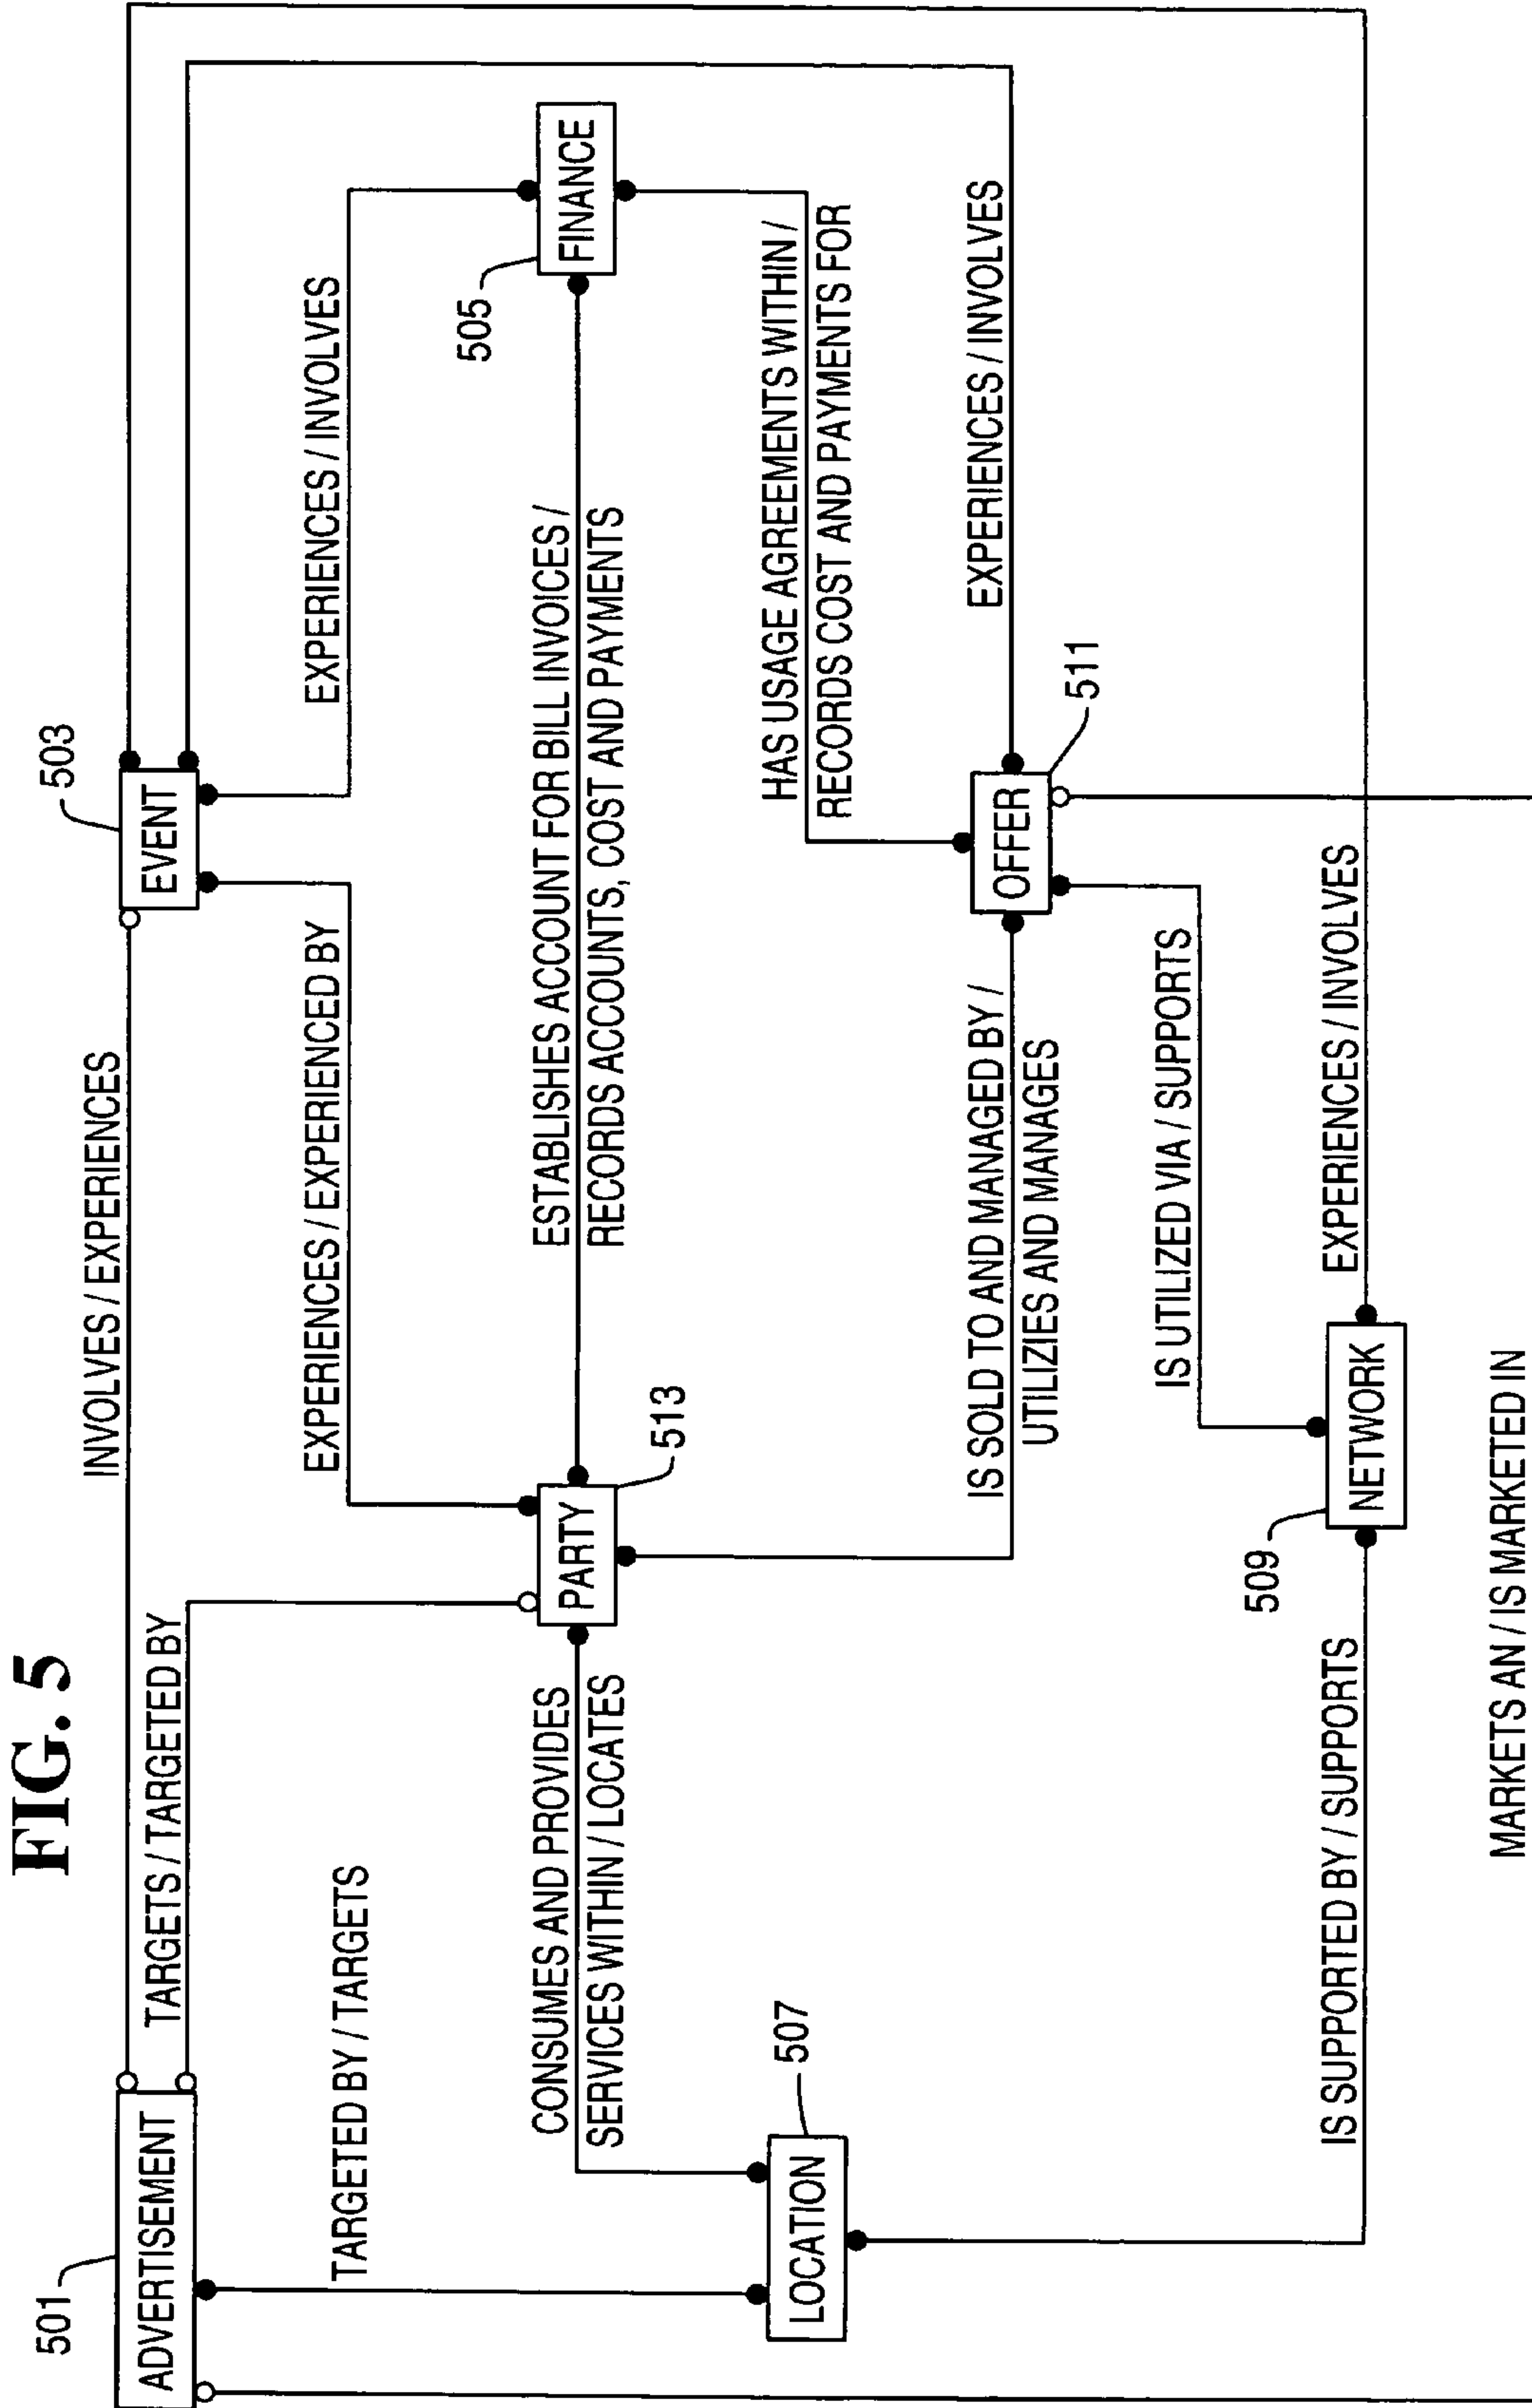 FIG. 5
501
ADVERTISEMENT
503
EVENT
INVOLVES / EXPERIENCES
TARGETS / TARGETED BY
EXPERIENCES / EXPERIENCED BY
EXPERIENCES / INVOLVES
TARGETED BY / TARGETS
505
FINANCE
PARTY
513
ESTABLISHES ACCOUNT FOR BILL INVOICES /
RECORDS ACCOUNTS, COST AND PAYMENTS
CONSUMES AND PROVIDES
SERVICES WITHIN / LOCATES
507
LOCATION
HAS USAGE AGREEMENTS WITHIN /
RECORDS COST AND PAYMENTS FOR
OFFER
511
IS SOLD TO AND MANAGED BY /
UTILIZIES AND MANAGES
EXPERIENCES / INVOLVES
IS UTILIZED VIA / SUPPORTS
509
NETWORK
IS SUPPORTED BY / SUPPORTS
EXPERIENCES / INVOLVES
MARKETS AN / IS MARKETED IN